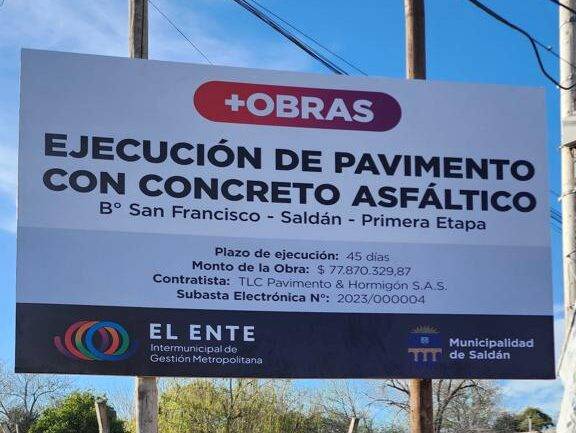 +OBRAS
EJECUCIÓN DE PAVIMENTO
CON CONCRETO ASFÁLTICO
B° San Francisco - Saldán - Primera Etapa
Plazo de ejecución: 45 días
Monto de la Obra: $ 77.870.329,87
Contratista: TLC Pavimento & Hormigón S.A.S.
Subasta Electrónica N°: 2023/000004
EL ENTE
Intermunicipal de
Gestión Metropolitana
Municipalidad
de Saldán